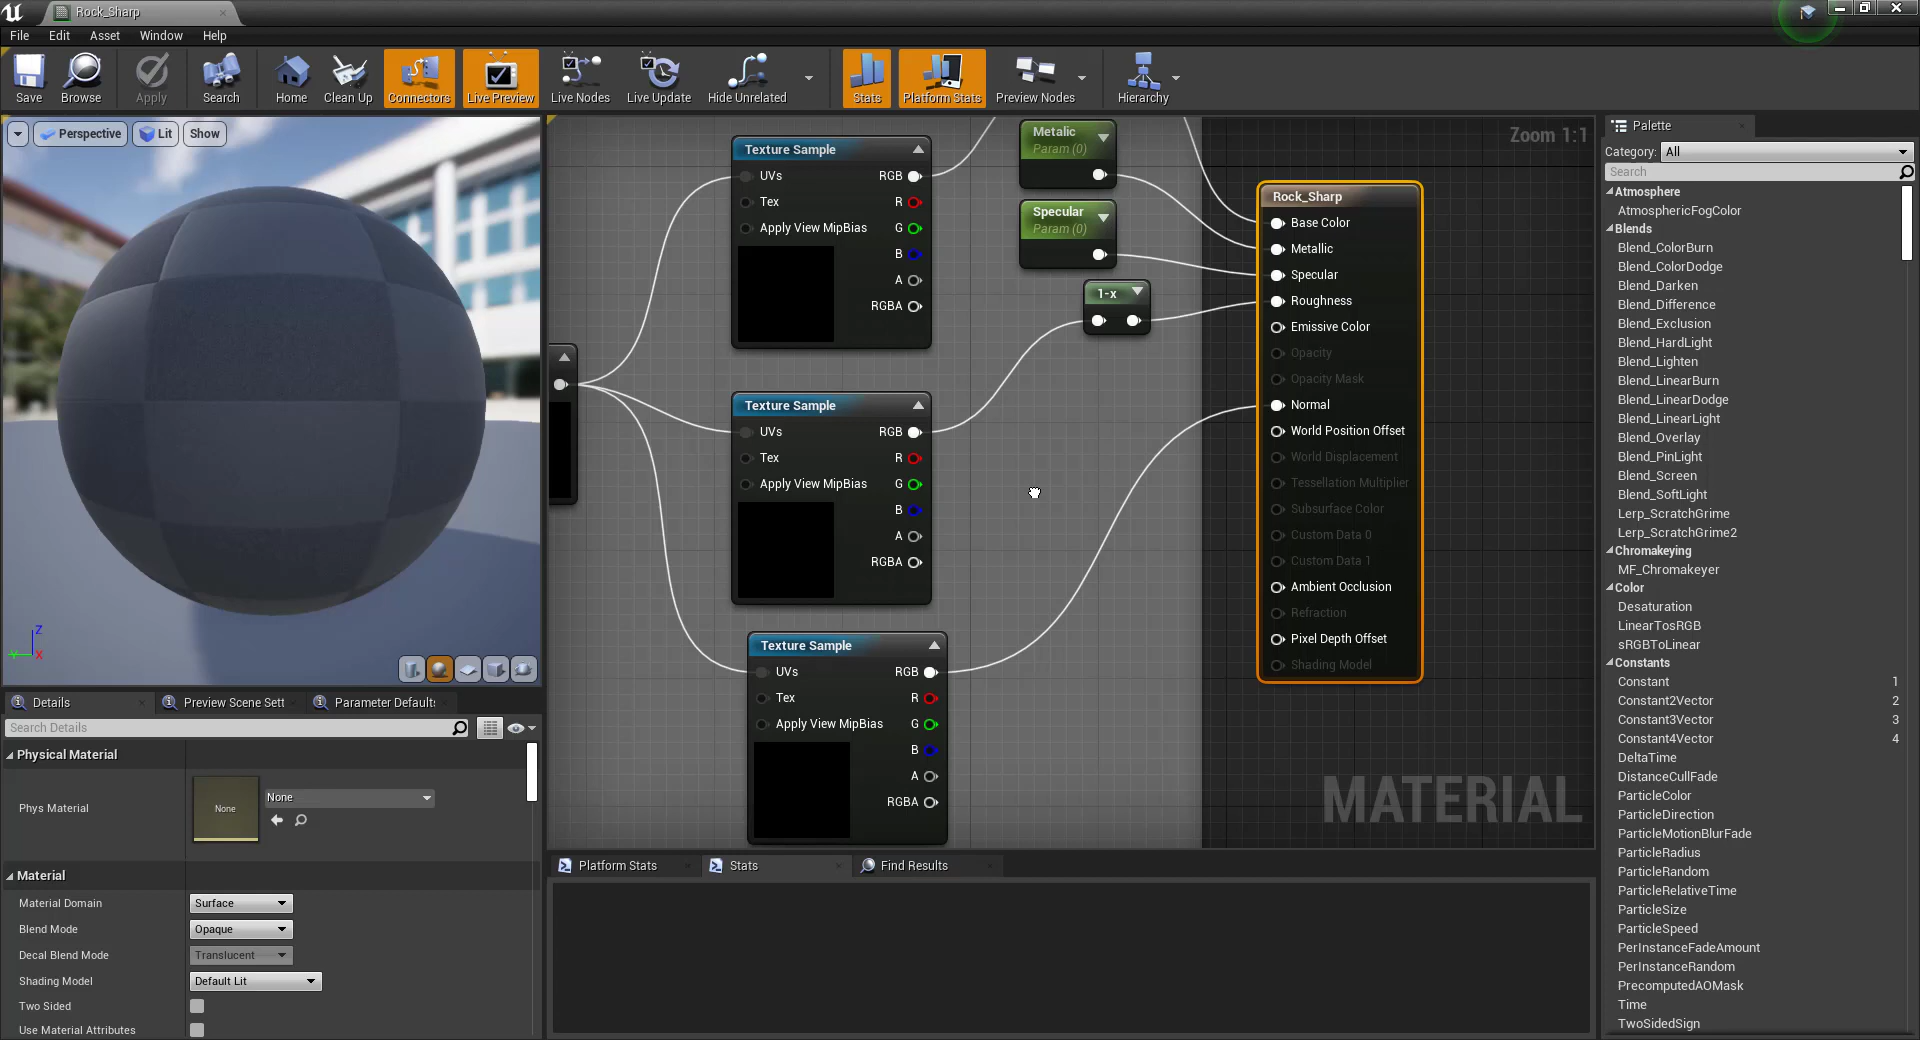 Rock_Sharp
File Edit Asset Window Help
Save Browse Apply Search Home Clean Up Connectors Live Preview Live Nodes Live Update Hide Unrelated Stats Platform Stats Preview Nodes Hierarchy
Perspective Lit Show
Z
Y
X
Zoom 1:1
Texture Sample
UVs RGB
Tex R
Apply View MipBias G
B
A
RGBA
Texture Sample
UVs RGB
Tex R
Apply View MipBias G
B
A
RGBA
Texture Sample
UVs RGB
Tex R
Apply View MipBias G
B
A
RGBA
Metalic
Param (0)
Specular
Param (0)
1-x
Rock_Sharp
Base Color
Metallic
Specular
Roughness
Emissive Color
Opacity
Opacity Mask
Normal
World Position Offset
World Displacement
Tessellation Multiplier
Subsurface Color
Custom Data 0
Custom Data 1
Ambient Occlusion
Refraction
Pixel Depth Offset
Shading Model
MATERIAL
Details Preview Scene Sett Parameter Default
Search Details
Physical Material
Phys Material None None
Material
Material Domain Surface
Blend Mode Opaque
Decal Blend Mode Translucent
Shading Model Default Lit
Two Sided
Use Material Attributes
Platform Stats Stats Find Results
Palette
Category: All
Search
Atmosphere
AtmosphericFogColor
Blends
Blend_ColorBurn
Blend_ColorDodge
Blend_Darken
Blend_Difference
Blend_Exclusion
Blend_HardLight
Blend_Lighten
Blend_LinearBurn
Blend_LinearDodge
Blend_LinearLight
Blend_Overlay
Blend_PinLight
Blend_Screen
Blend_SoftLight
Lerp_ScratchGrime
Lerp_ScratchGrime2
Chromakeying
MF_Chromakeyer
Color
Desaturation
LinearTosRGB
sRGBToLinear
Constants
Constant 1
Constant2Vector 2
Constant3Vector 3
Constant4Vector 4
DeltaTime
DistanceCullFade
ParticleColor
ParticleDirection
ParticleMotionBlurFade
ParticleRadius
ParticleRandom
ParticleRelativeTime
ParticleSize
ParticleSpeed
PerInstanceFadeAmount
PerInstanceRandom
PrecomputedAOMask
Time
TwoSidedSign